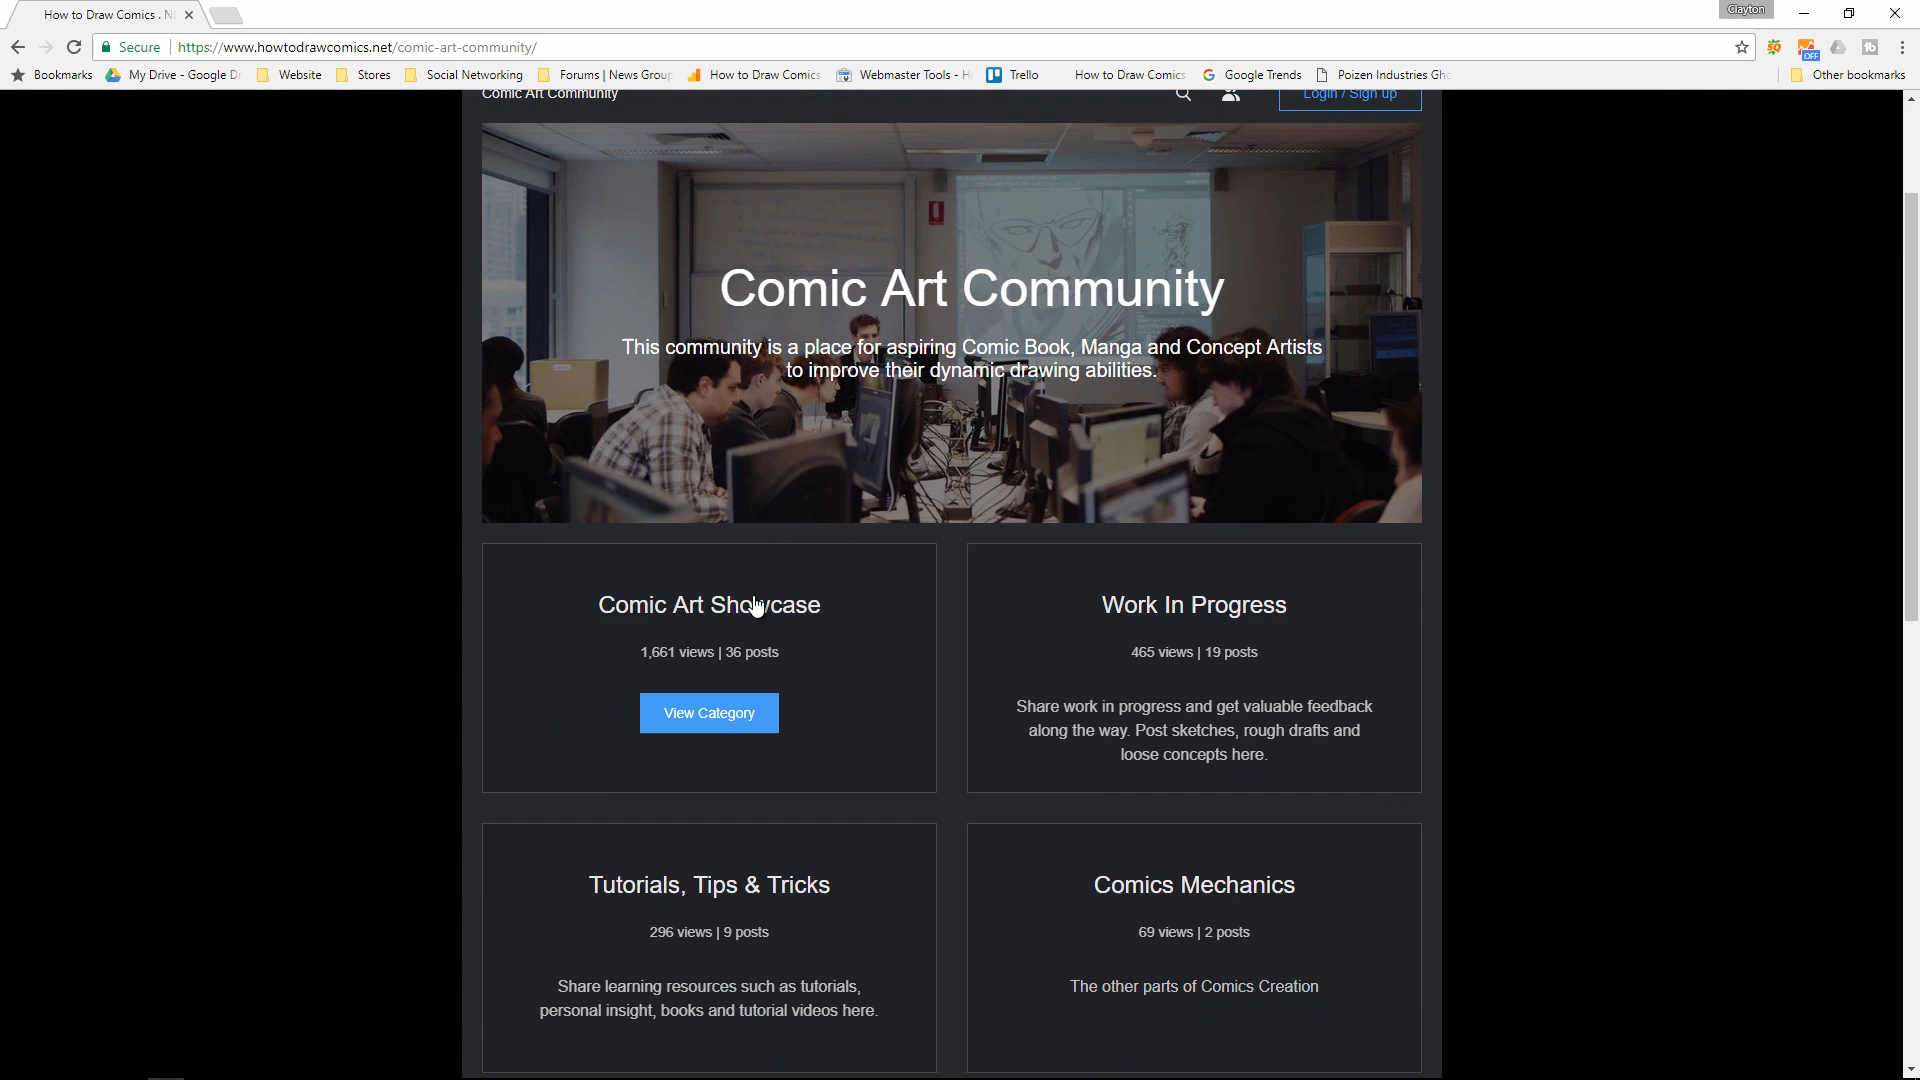 How to Draw Comics . N
Clayton
Secure https://www.howtodrawcomics.net/comic-art-community/
Bookmarks My Drive - Google D Website Stores Social Networking Forums | News Group How to Draw Comics Webmaster Tools - H Trello How to Draw Comics Google Trends Poizen Industries Gh Other bookmarks
Comic Art Community Login / Sign up
Comic Art Community
This community is a place for aspiring Comic Book, Manga and Concept Artists
to improve their dynamic drawing abilities.
Comic Art Showcase
1,661 views | 36 posts
View Category
Work In Progress
465 views | 19 posts
Share work in progress and get valuable feedback
along the way. Post sketches, rough drafts and
loose concepts here.
Tutorials, Tips & Tricks
296 views | 9 posts
Share learning resources such as tutorials,
personal insight, books and tutorial videos here.
Comics Mechanics
69 views | 2 posts
The other parts of Comics Creation